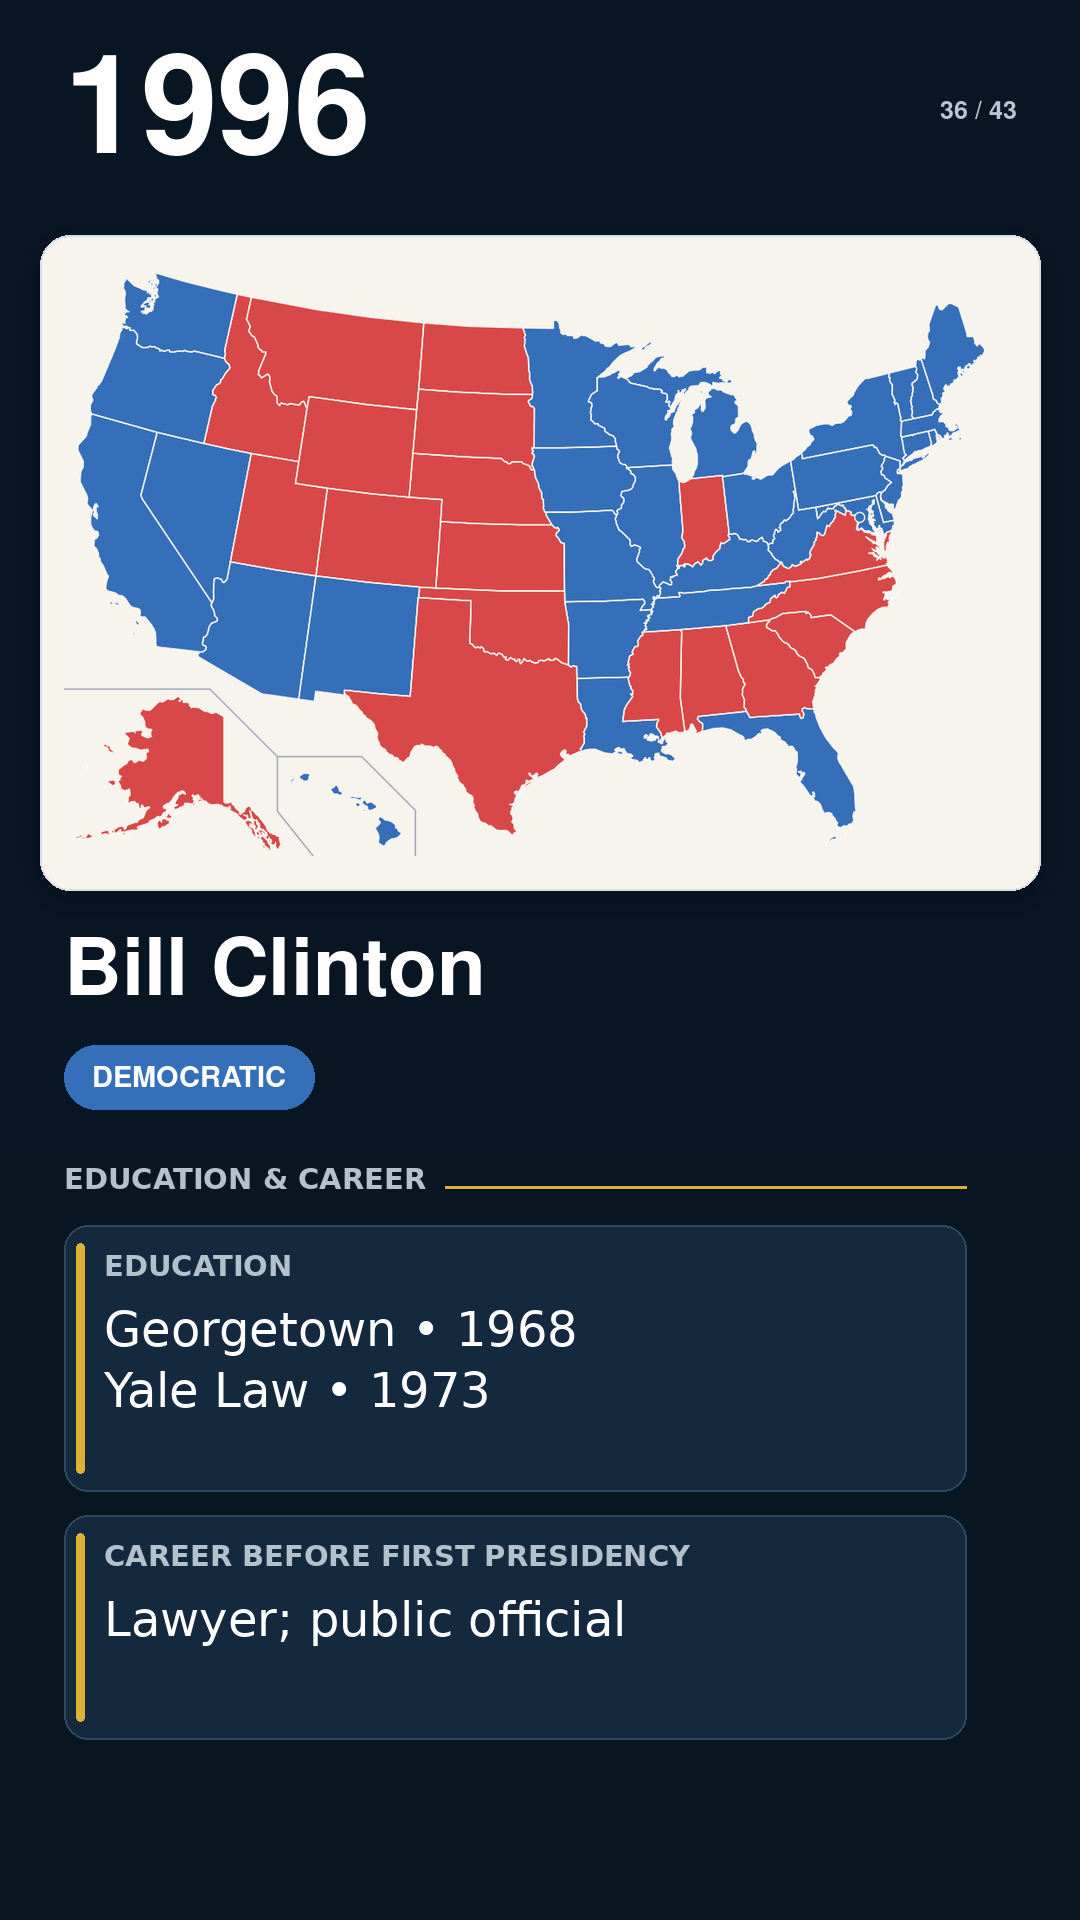 1996
36 / 43
Bill Clinton
DEMOCRATIC
EDUCATION & CAREER
EDUCATION
Georgetown • 1968
Yale Law • 1973
CAREER BEFORE FIRST PRESIDENCY
Lawyer; public official